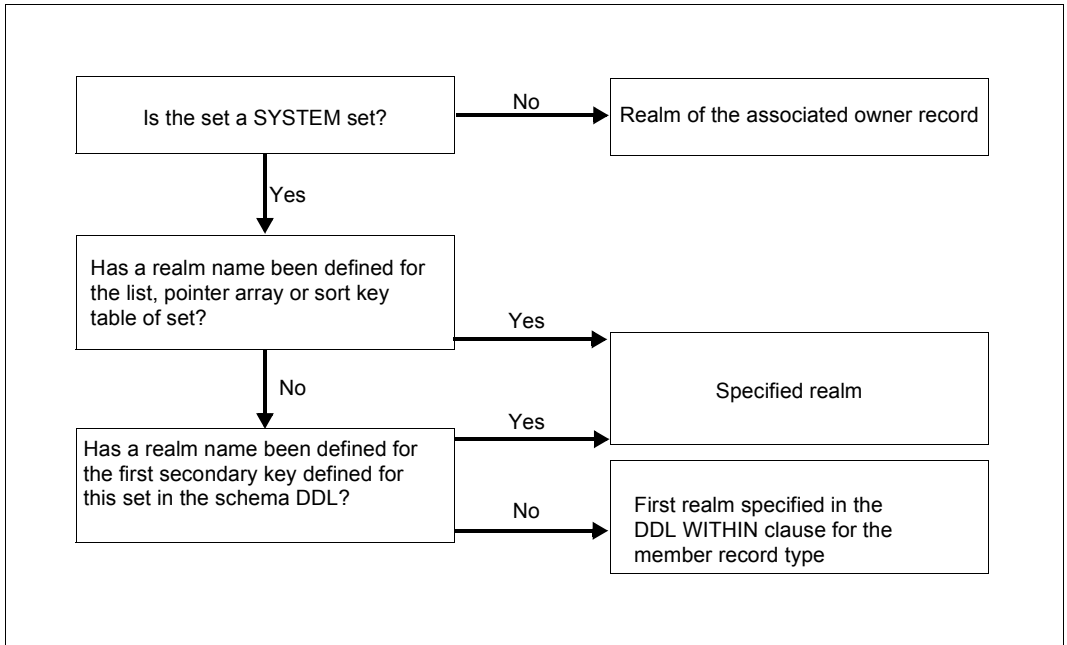 Is the set a SYSTEM set?
No
Realm of the associated owner record
Yes
Has a realm name been defined for
the list, pointer array or sort key
table of set?
Yes
Specified realm
No
Yes
Has a realm name been defined for
the first secondary key defined for
this set in the schema DDL?
No
First realm specified in the
DDL WITHIN clause for the
member record type